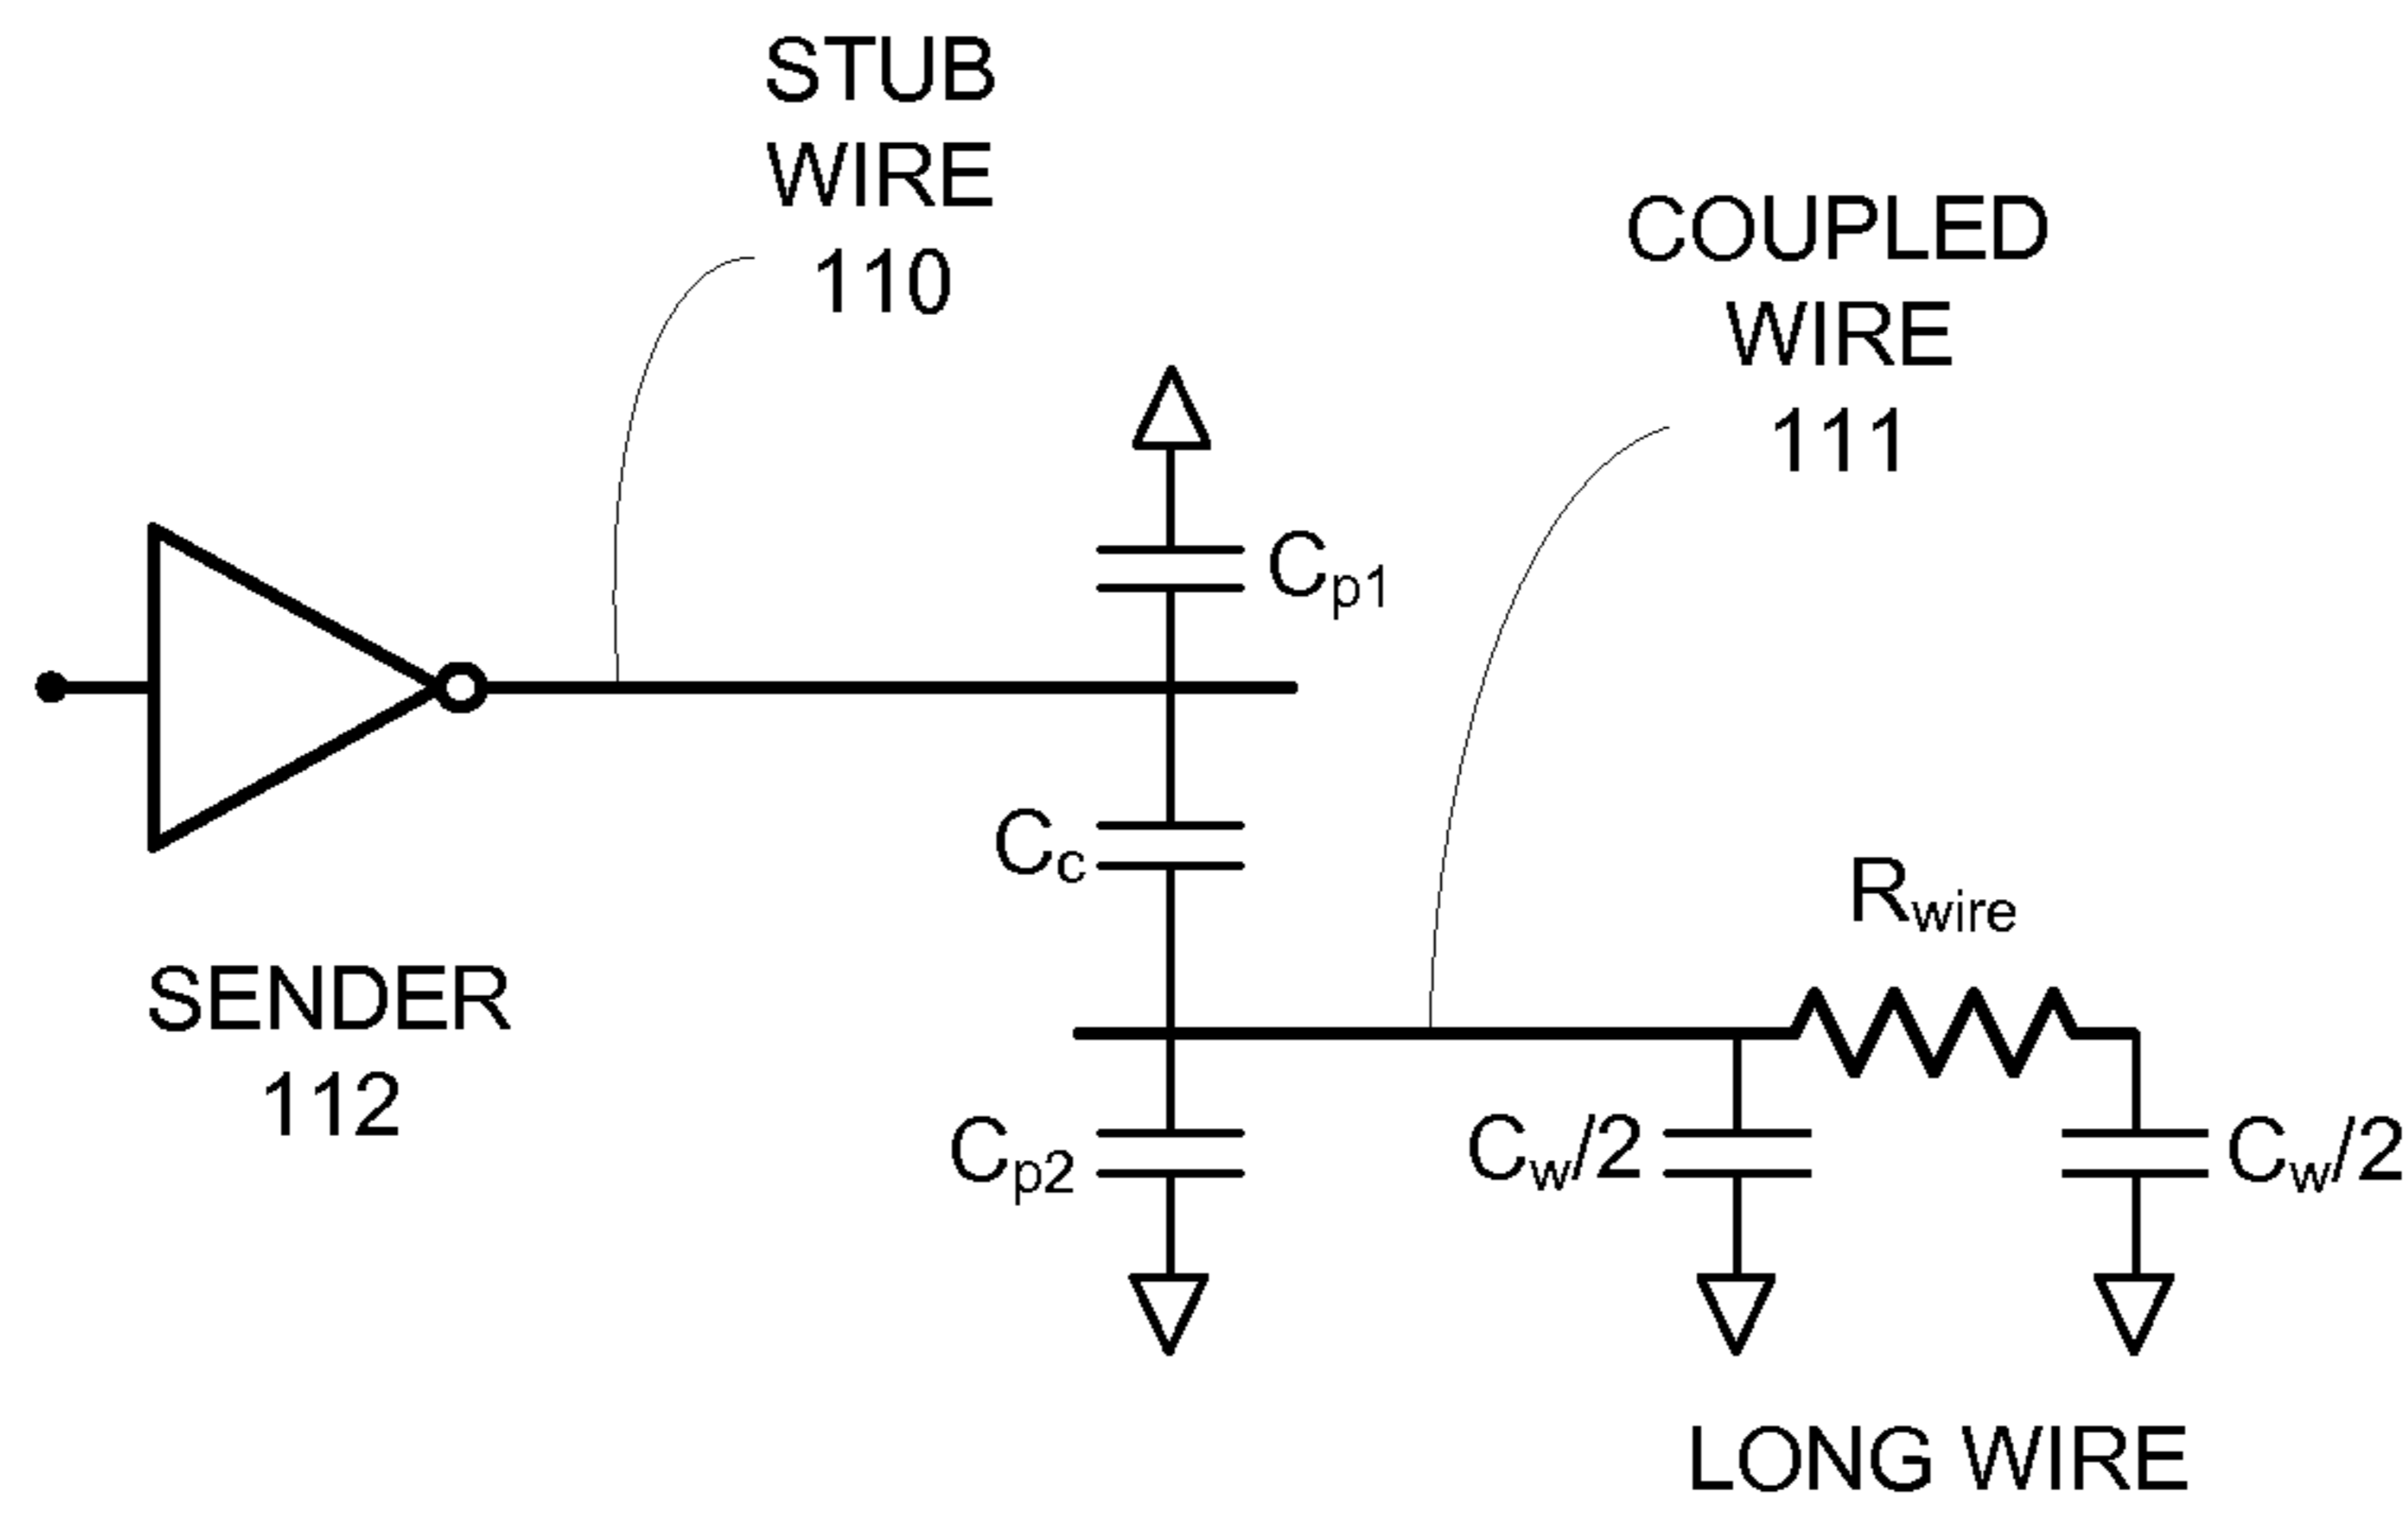 STUB
WIRE
110
COUPLED
WIRE
111
Cp1
Cc
Rwire
SENDER
112
Cp2
Cw/2
Cw/2
LONG WIRE